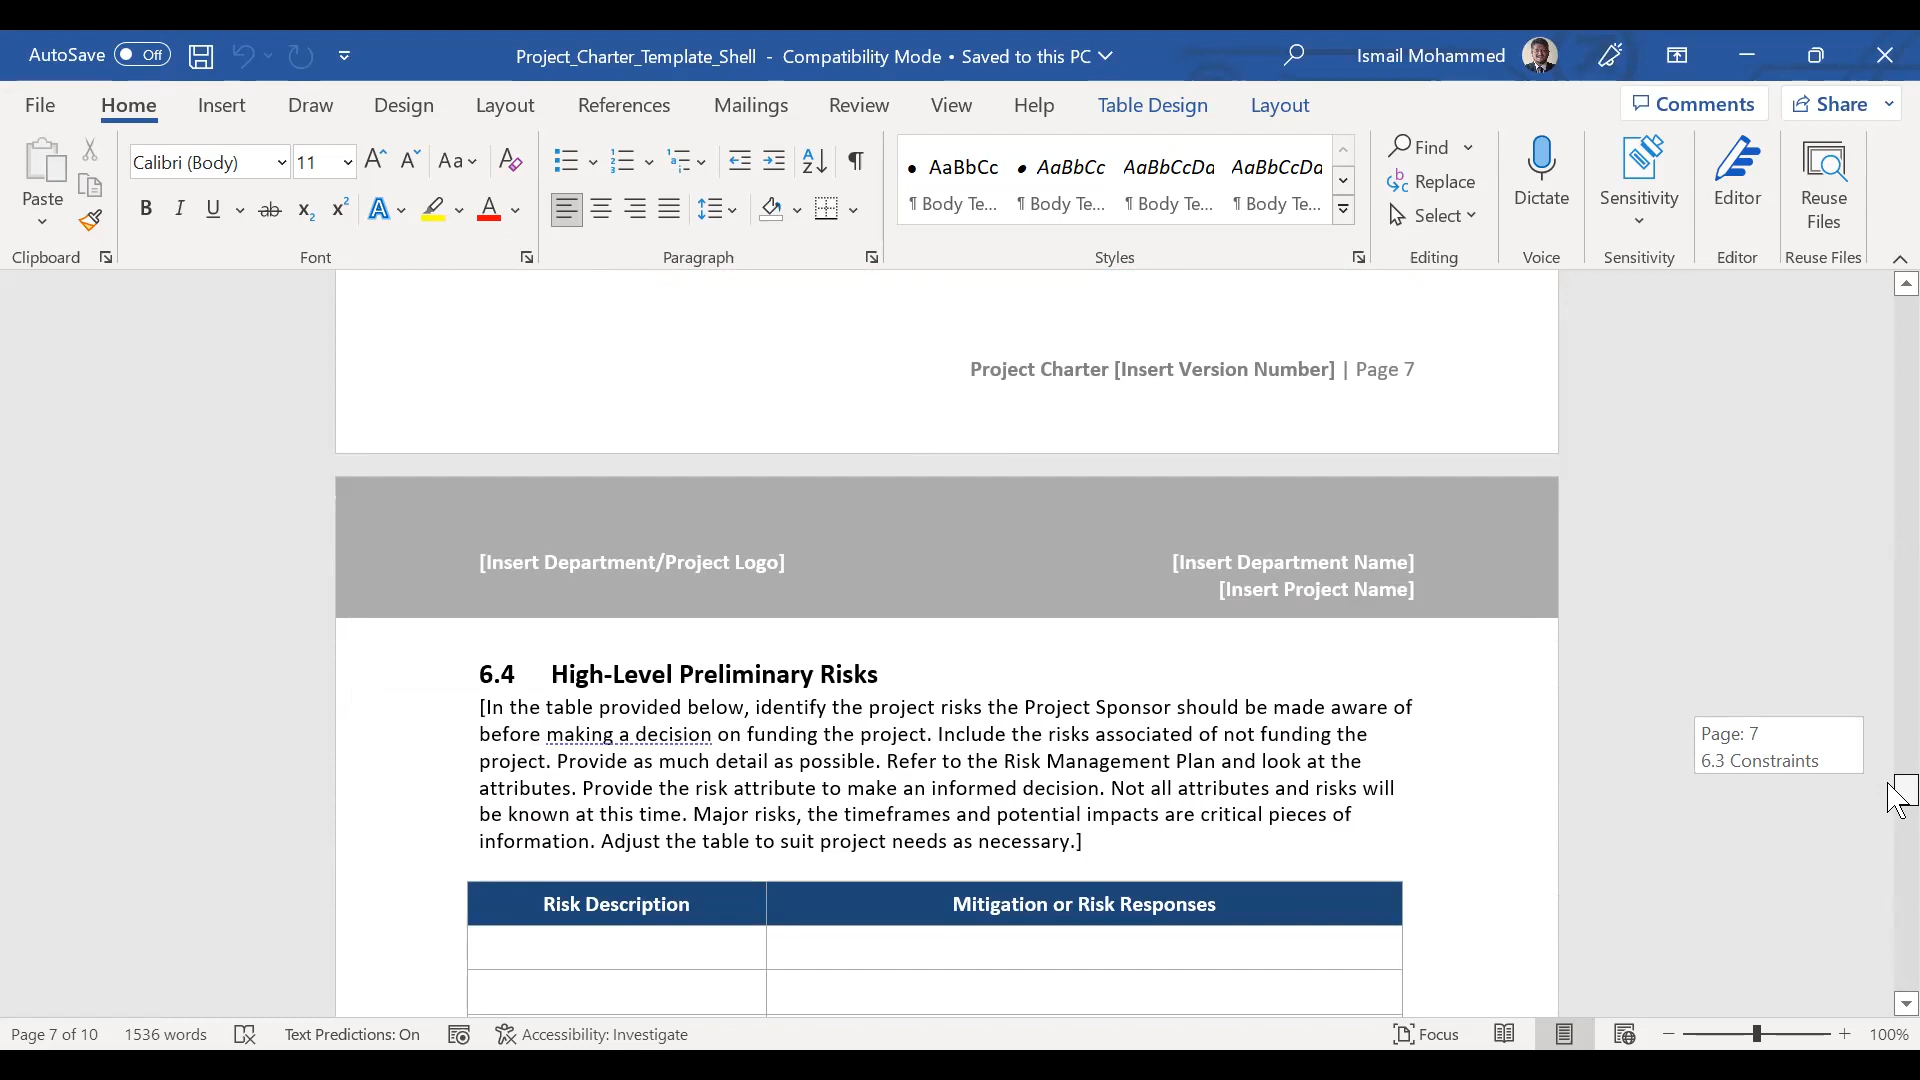 AutoSave Off Project_Charter_Template_Shell - Compatibility Mode • Saved to this PC Ismail Mohammed
File Home Insert Draw Design Layout References Mailings Review View Help Table Design Layout Comments Share
Paste
Clipboard
Calibri (Body) 11 A A Aa A
B I U ab x2 x2 A A
Font
Paragraph
AaBbCc AaBbCc AaBbCcDa AaBbCcDa
¶ Body Te... ¶ Body Te... ¶ Body Te... ¶ Body Te...
Styles
Find
Replace
Select
Editing
Dictate
Voice
Sensitivity
Sensitivity
Editor
Editor
Reuse
Files
Reuse Files
Project Charter [Insert Version Number] | Page 7
[Insert Department/Project Logo] [Insert Department Name]
[Insert Project Name]
6.4 High-Level Preliminary Risks
[In the table provided below, identify the project risks the Project Sponsor should be made aware of
before making a decision on funding the project. Include the risks associated of not funding the
project. Provide as much detail as possible. Refer to the Risk Management Plan and look at the
attributes. Provide the risk attribute to make an informed decision. Not all attributes and risks will
be known at this time. Major risks, the timeframes and potential impacts are critical pieces of
information. Adjust the table to suit project needs as necessary.]
Risk Description Mitigation or Risk Responses
Page: 7
6.3 Constraints
Page 7 of 10 1536 words Text Predictions: On Accessibility: Investigate Focus 100%